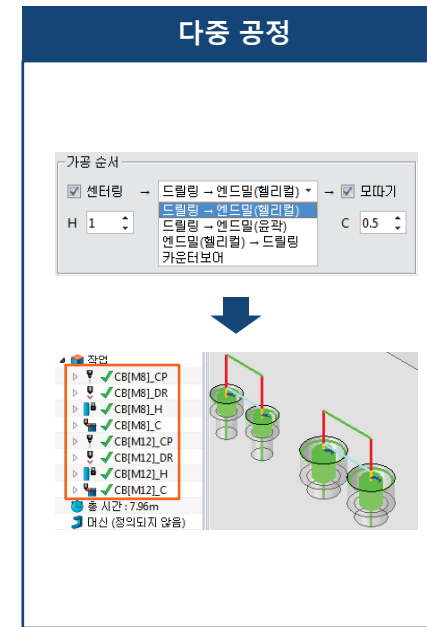 다중 공정
가공 순서
센터링 → 드릴링 → 엔드밀(헬리컬) → 모따기
드릴링 → 엔드밀(헬리컬)
H 1 드릴링 → 엔드밀(윤곽) C 0.5
엔드밀(헬리컬) → 드릴링
카운터보어
작업
CB[M8]_CP
CB[M8]_DR
CB[M8]_H
CB[M8]_C
CB[M12]_CP
CB[M12]_DR
CB[M12]_H
CB[M12]_C
총 시간 : 7.96m
머신 (정의되지 않음)